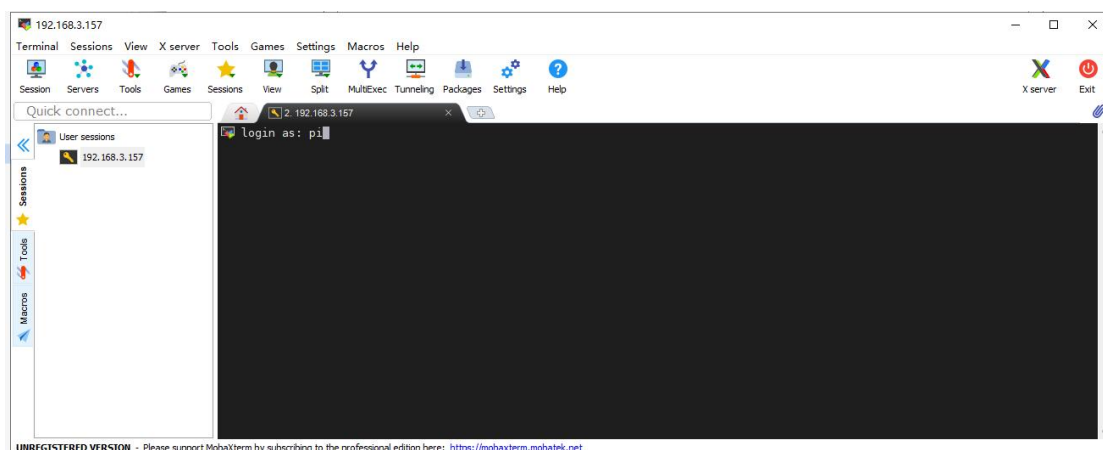 192.168.3.157
Terminal Sessions View X server Tools Games Settings Macros Help
Session Servers Tools Games Sessions View Split MultiExec Tunneling Packages Settings Help X server Exit
Quick connect...
2. 192.168.3.157
User sessions
192.168.3.157
login as: pi
Sessions
Tools
Macros
UNREGISTERED VERSION - Please support MobaXterm by subscribing to the professional edition here: https://mobaxterm.mobatek.net